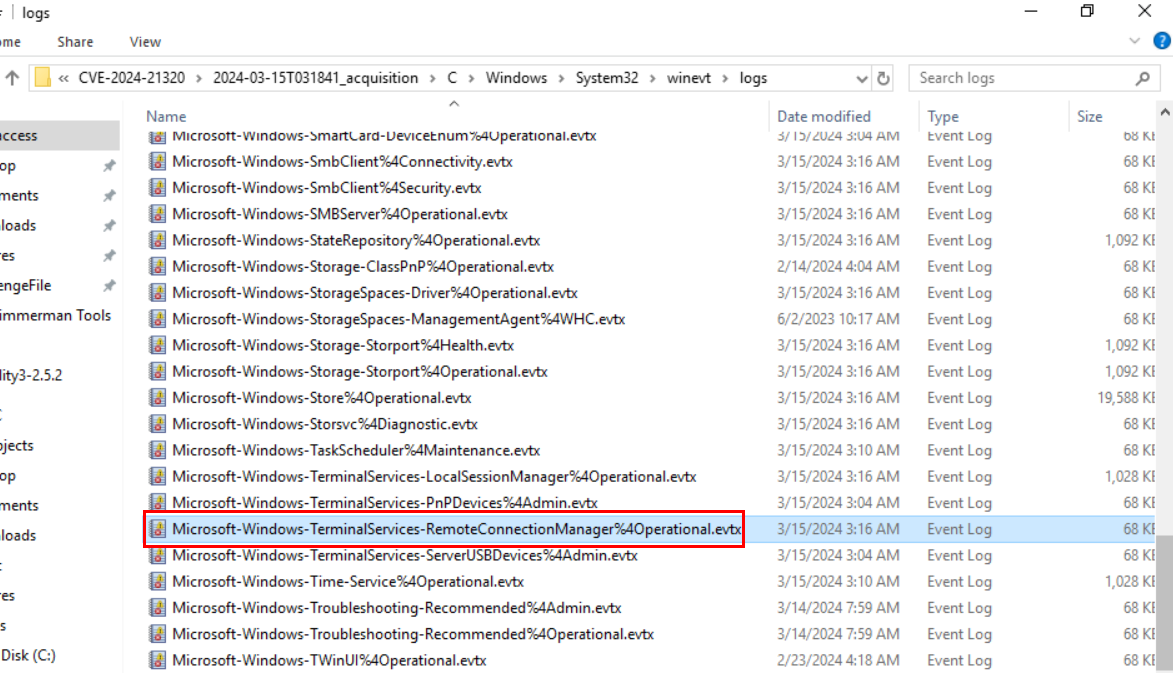 logs
ome Share View
« CVE-2024-21320 > 2024-03-15T031841_acquisition > C > Windows > System32 > winevt > logs Search logs
Name Date modified Type Size
access
op
ments
loads
res
engeFile
immerman Tools
lity3-2.5.2
C
bjects
op
ments
loads
res
s
Disk (C:)
Microsoft-Windows-SmartCard-DeviceEnum%4Operational.evtx 3/15/2024 3:04 AM Event Log 68 KB
Microsoft-Windows-SmbClient%4Connectivity.evtx 3/15/2024 3:16 AM Event Log 68 KB
Microsoft-Windows-SmbClient%4Security.evtx 3/15/2024 3:16 AM Event Log 68 KB
Microsoft-Windows-SMBServer%4Operational.evtx 3/15/2024 3:16 AM Event Log 68 KB
Microsoft-Windows-StateRepository%4Operational.evtx 3/15/2024 3:16 AM Event Log 1,092 KB
Microsoft-Windows-Storage-ClassPnP%4Operational.evtx 2/14/2024 4:04 AM Event Log 68 KB
Microsoft-Windows-StorageSpaces-Driver%4Operational.evtx 3/15/2024 3:16 AM Event Log 68 KB
Microsoft-Windows-StorageSpaces-ManagementAgent%4WHC.evtx 6/2/2023 10:17 AM Event Log 68 KB
Microsoft-Windows-Storage-Storport%4Health.evtx 3/15/2024 3:16 AM Event Log 1,092 KB
Microsoft-Windows-Storage-Storport%4Operational.evtx 3/15/2024 3:16 AM Event Log 1,092 KB
Microsoft-Windows-Store%4Operational.evtx 3/15/2024 3:16 AM Event Log 19,588 KB
Microsoft-Windows-Storsvc%4Diagnostic.evtx 3/15/2024 3:16 AM Event Log 68 KB
Microsoft-Windows-TaskScheduler%4Maintenance.evtx 3/15/2024 3:10 AM Event Log 68 KB
Microsoft-Windows-TerminalServices-LocalSessionManager%4Operational.evtx 3/15/2024 3:16 AM Event Log 1,028 KB
Microsoft-Windows-TerminalServices-PnPDevices%4Admin.evtx 3/15/2024 3:04 AM Event Log 68 KB
Microsoft-Windows-TerminalServices-RemoteConnectionManager%4Operational.evtx 3/15/2024 3:16 AM Event Log 68 KB
Microsoft-Windows-TerminalServices-ServerUSBDevices%4Admin.evtx 3/15/2024 3:04 AM Event Log 68 KB
Microsoft-Windows-Time-Service%4Operational.evtx 3/15/2024 3:10 AM Event Log 1,028 KB
Microsoft-Windows-Troubleshooting-Recommended%4Admin.evtx 3/14/2024 7:59 AM Event Log 68 KB
Microsoft-Windows-Troubleshooting-Recommended%4Operational.evtx 3/14/2024 7:59 AM Event Log 68 KB
Microsoft-Windows-TWinUI%4Operational.evtx 2/23/2024 4:18 AM Event Log 68 KB